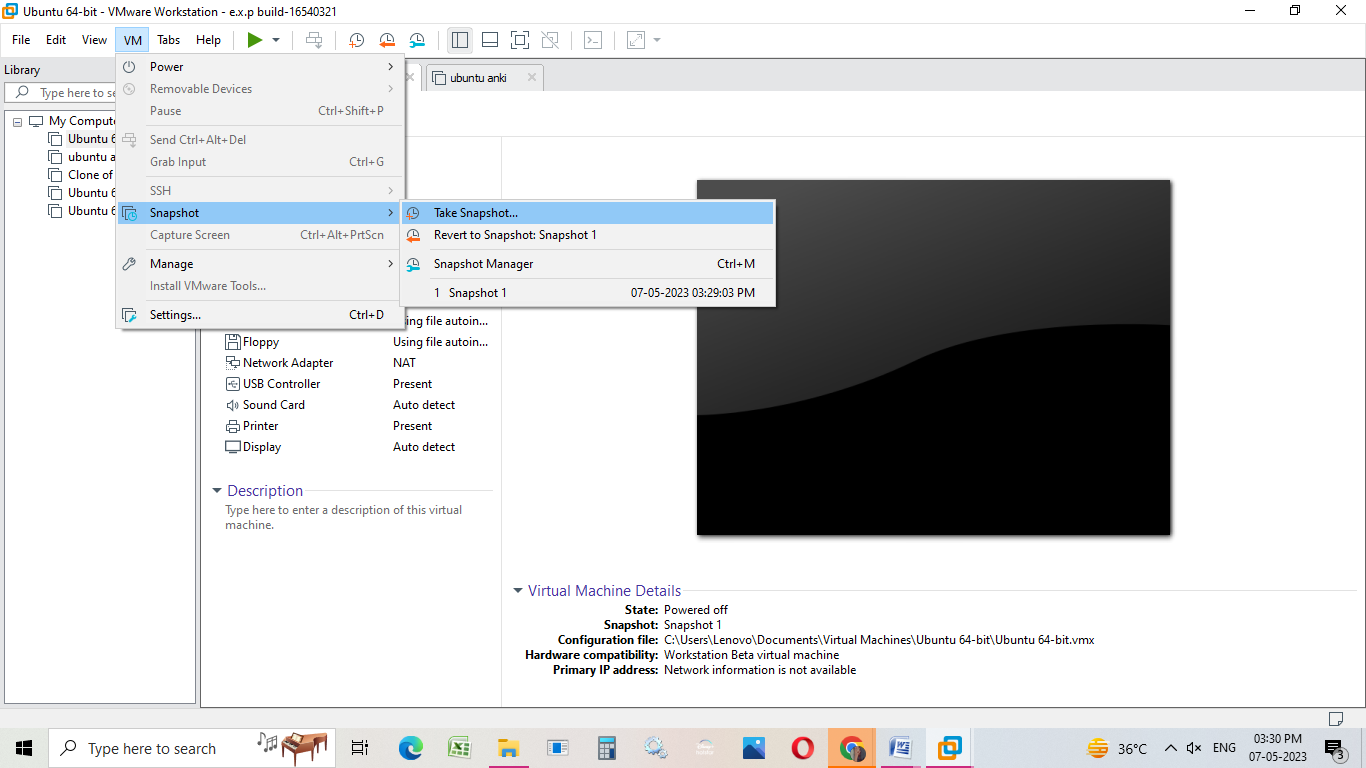 Ubuntu 64-bit - VMware Workstation - e.x.p build-16540321
File Edit View VM Tabs Help
Library
Type here to se
My Compute
Ubuntu 6
ubuntu a
Clone of
Ubuntu 6
Ubuntu 6
ubuntu anki
Power
Removable Devices
Pause Ctrl+Shift+P
Send Ctrl+Alt+Del
Grab Input Ctrl+G
SSH
Snapshot
Capture Screen Ctrl+Alt+PrtScn
Manage
Install VMware Tools...
Settings... Ctrl+D
Take Snapshot...
Revert to Snapshot: Snapshot 1
Snapshot Manager Ctrl+M
1 Snapshot 1 07-05-2023 03:29:03 PM
ing file autoin...
Floppy Using file autoin...
Network Adapter NAT
USB Controller Present
Sound Card Auto detect
Printer Present
Display Auto detect
Description
Type here to enter a description of this virtual
machine.
Virtual Machine Details
State: Powered off
Snapshot: Snapshot 1
Configuration file: C:\Users\Lenovo\Documents\Virtual Machines\Ubuntu 64-bit\Ubuntu 64-bit.vmx
Hardware compatibility: Workstation Beta virtual machine
Primary IP address: Network information is not available
Type here to search
36°C
ENG
03:30 PM
07-05-2023
3